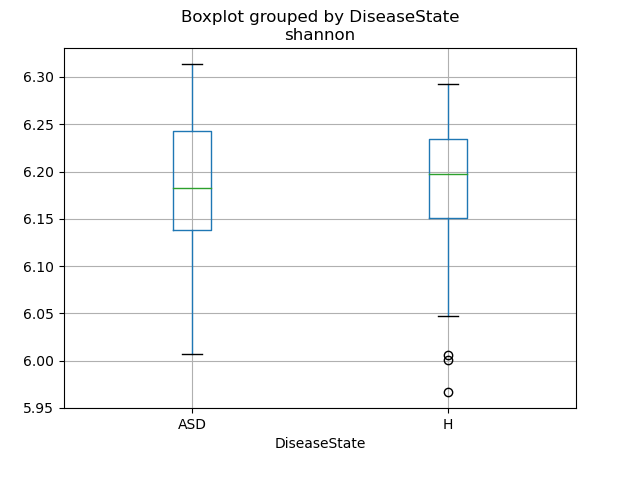 Boxplot grouped by DiseaseState
shannon
6.30
6.25
6.20
6.15
6.10
6.05
6.00
5.95
ASD
H
DiseaseState